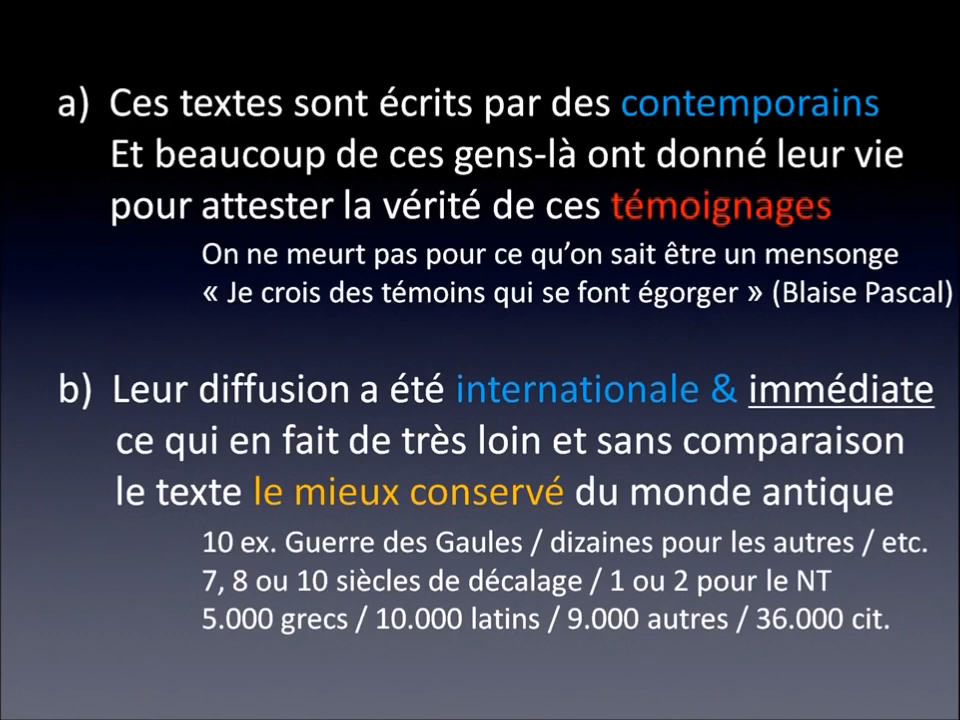 a) Ces textes sont écrits par des contemporains
Et beaucoup de ces gens-là ont donné leur vie
pour attester la vérité de ces témoignages
On ne meurt pas pour ce qu’on sait être un mensonge
« Je crois des témoins qui se font égorger » (Blaise Pascal)
b) Leur diffusion a été internationale & immédiate
ce qui en fait de très loin et sans comparaison
le texte le mieux conservé du monde antique
10 ex. Guerre des Gaules / dizaines pour les autres / etc.
7, 8 ou 10 siècles de décalage / 1 ou 2 pour le NT
5.000 grecs / 10.000 latins / 9.000 autres / 36.000 cit.